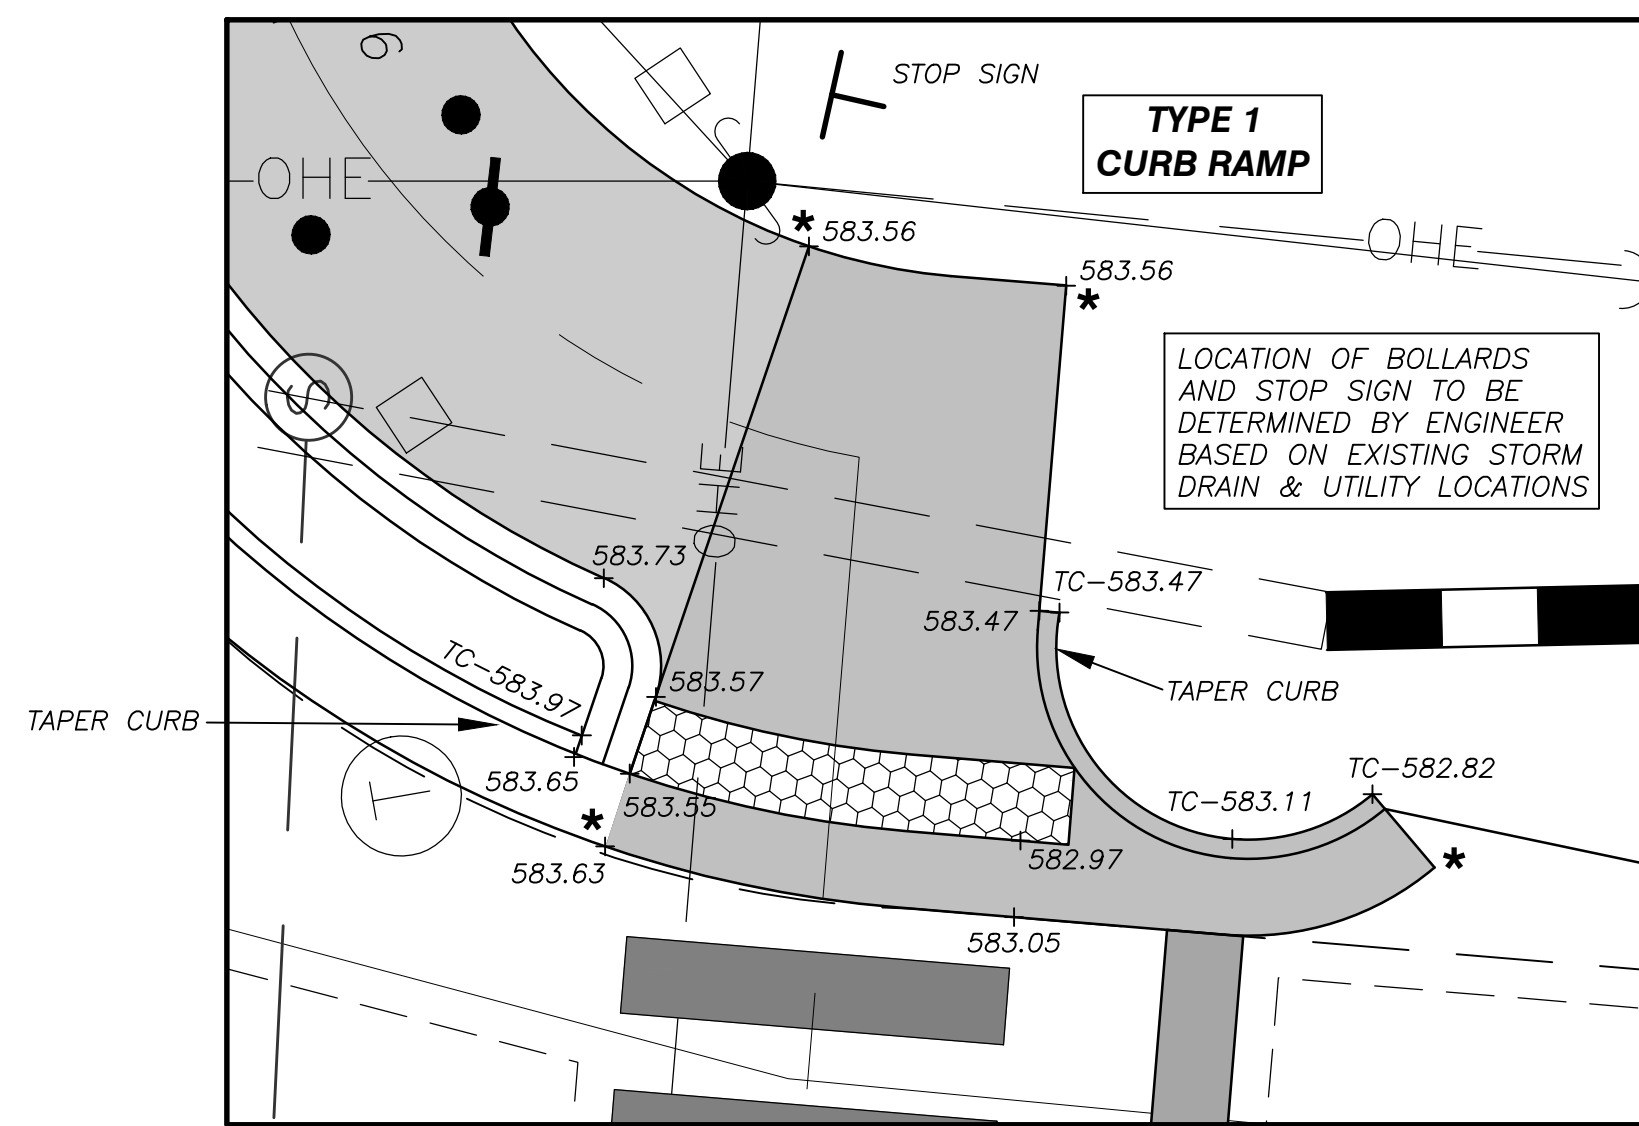 6
STOP SIGN
TYPE 1
CURB RAMP
OHE
* 583.56
OHE
583.56
*
LOCATION OF BOLLARDS
AND STOP SIGN TO BE
DETERMINED BY ENGINEER
BASED ON EXISTING STORM
DRAIN & UTILITY LOCATIONS
S
OHE
583.73
TC-583.47
583.47
TC-583.97
583.57
TAPER CURB
TAPER CURB
583.65
TC-582.82
TC-583.11
583.55
T
*
582.97
*
583.63
583.05